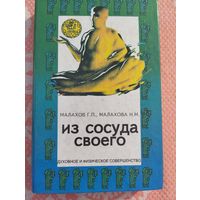 МАЛАХОВ Г.П., МАЛАХОВА Н.М.
ИЗ СОСУДА
СВОЕГО
ДУХОВНОЕ И ФИЗИЧЕСКОЕ СОВЕРШЕНСТВО